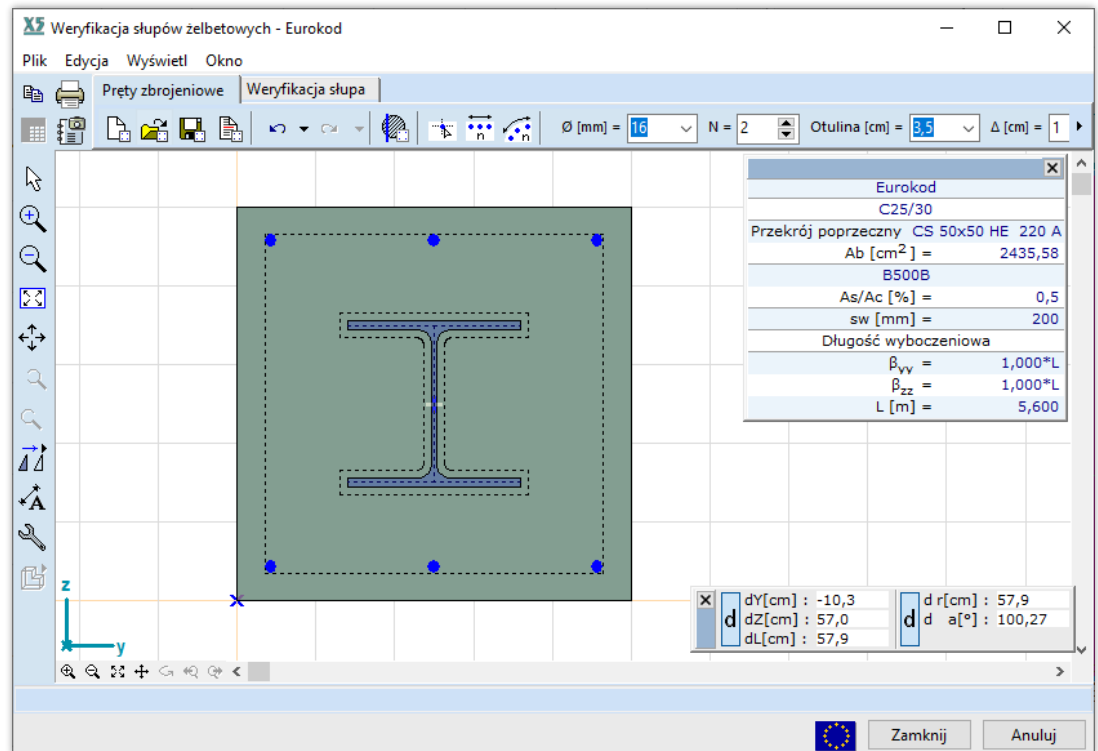 X5 Weryfikacja słupów żelbetowych - Eurokod
Plik Edycja Wyświetl Okno
Pręty zbrojeniowe Weryfikacja słupa
Ø [mm] = 16 N = 2 Otulina [cm] = 3,5 Δ [cm] = 1
Eurokod
C25/30
Przekrój poprzeczny CS 50x50 HE 220 A
Ab [cm²] = 2435,58
B500B
As/Ac [%] = 0,5
sw [mm] = 200
Długość wyboczeniowa
βyy = 1,000*L
βzz = 1,000*L
L [m] = 5,600
z
y
d
dY[cm] : -10,3
dZ[cm] : 57,0
dL[cm] : 57,9
d
d r[cm] : 57,9
d a[°] : 100,27
Zamknij Anuluj